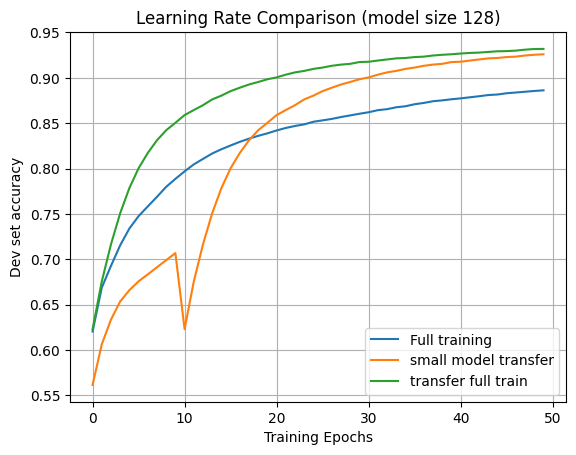 Learning Rate Comparison (model size 128)
Dev set accuracy
0.95
0.90
0.85
0.80
0.75
0.70
0.65
0.60
0.55
Full training
small model transfer
transfer full train
0 10 20 30 40 50
Training Epochs